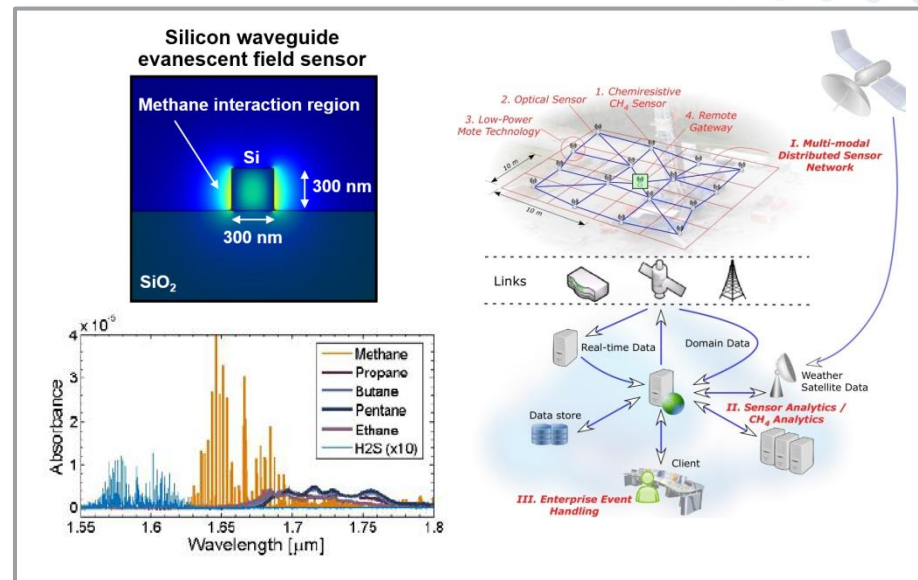 Silicon waveguide
evanescent field sensor
Methane interaction region
Si
300 nm
300 nm
SiO₂
x 10⁻⁵
4
3
2
1
0
Absorbance
Methane
Propane
Butane
Pentane
Ethane
H2S (x10)
1.55
1.6
1.65
1.7
1.75
1.8
Wavelength [μm]
1. Chemiresistive
CH₄ Sensor
2. Optical Sensor
3. Low-Power
Mote Technology
4. Remote
Gateway
I. Multi-modal
Distributed Sensor
Network
10 m
10 m
Links
Real-time Data
Domain Data
Weather
Satellite Data
II. Sensor Analytics /
CH₄ Analytics
Data store
Client
III. Enterprise Event
Handling